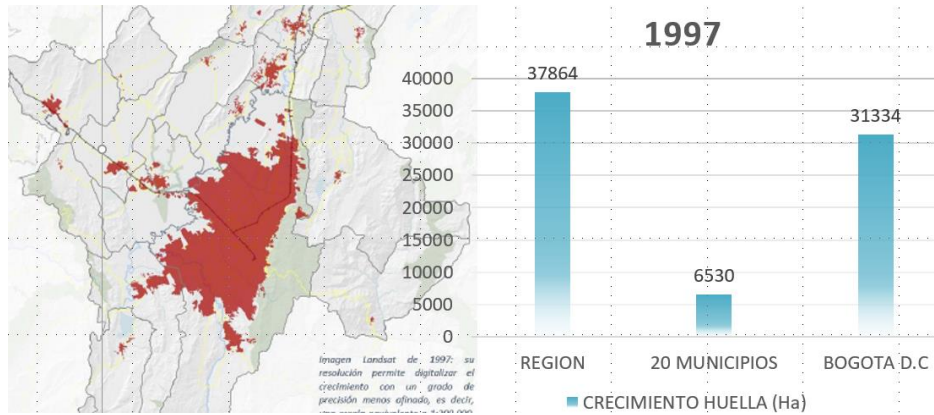 1997
37864
31334
6530
40000
35000
30000
25000
20000
15000
10000
5000
0
REGION
20 MUNICIPIOS
BOGOTA D.C
CRECIMIENTO HUELLA (Ha)
Imagen Landsat de 1997: su
resolución permite digitalizar el
crecimiento con un grado de
precisión menos afinado, es decir,